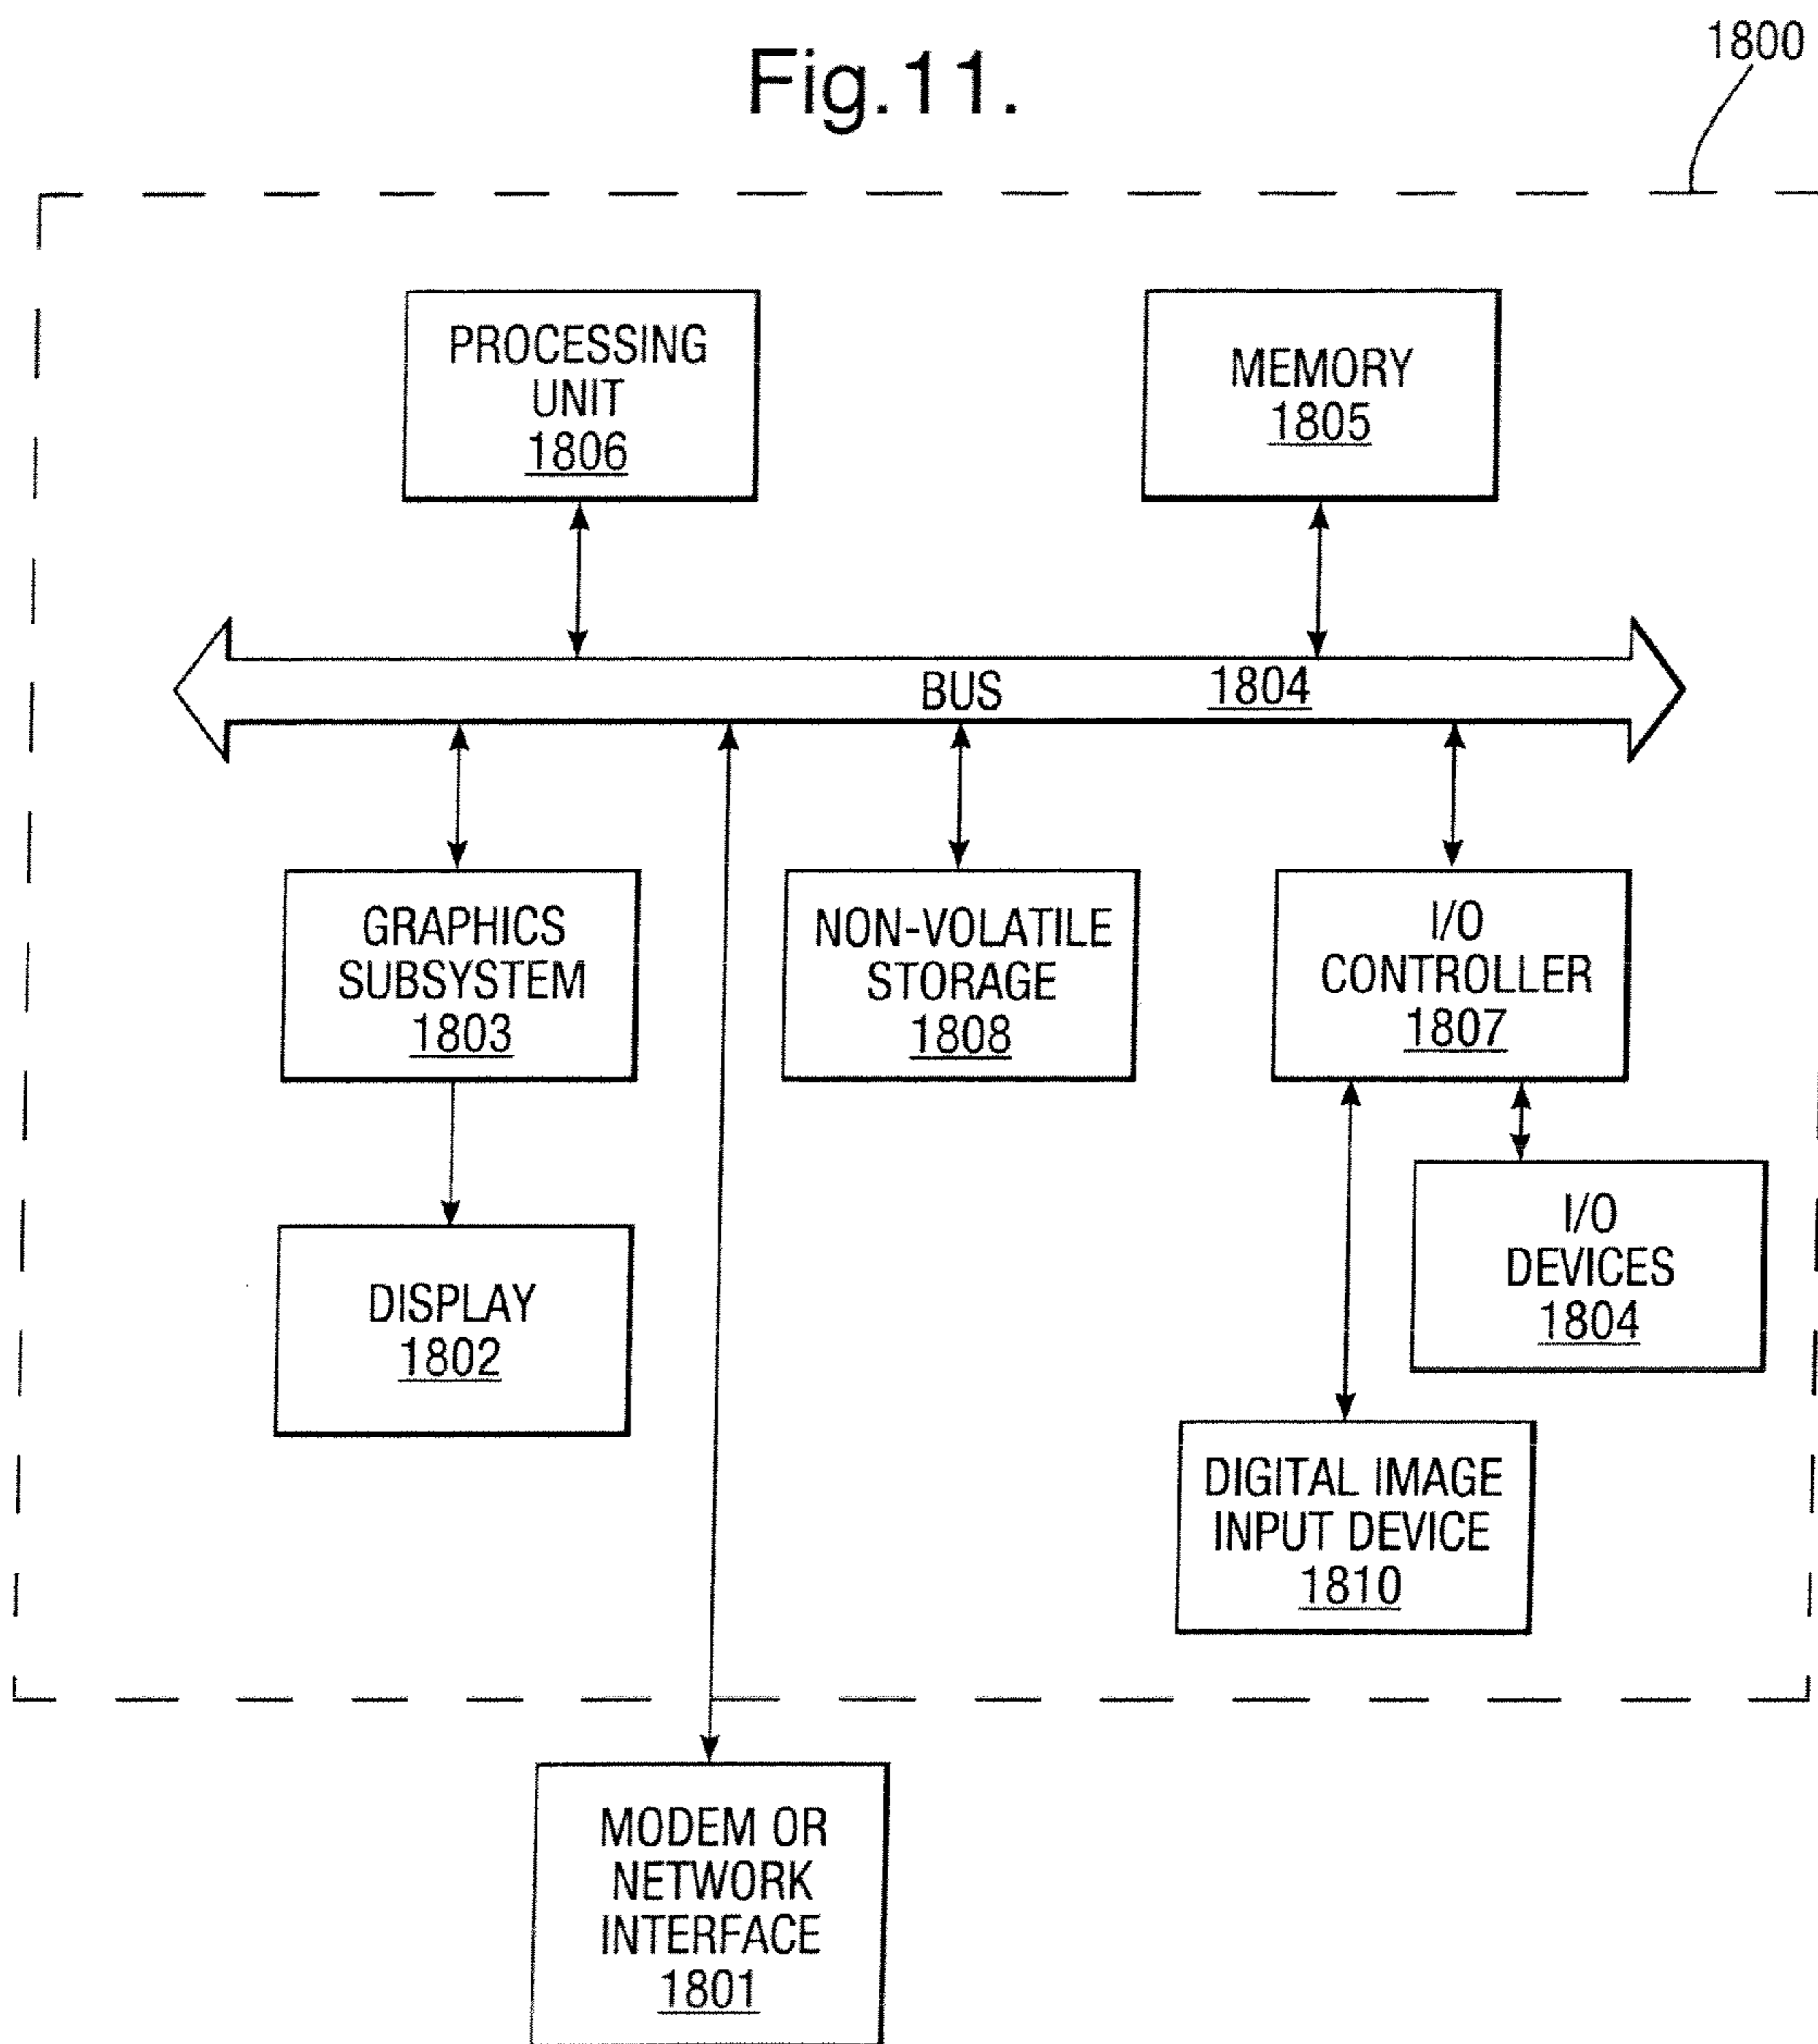 Fig.11.
1800
PROCESSING
UNIT
1806
MEMORY
1805
BUS 1804
GRAPHICS
SUBSYSTEM
1803
NON-VOLATILE
STORAGE
1808
I/O
CONTROLLER
1807
I/O
DEVICES
1804
DISPLAY
1802
DIGITAL IMAGE
INPUT DEVICE
1810
MODEM OR
NETWORK
INTERFACE
1801